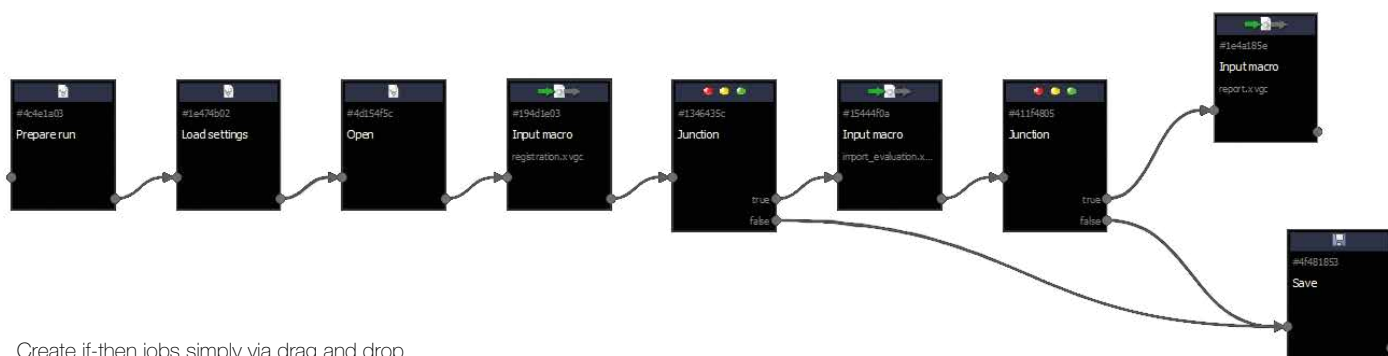 #4c4e1a03
Prepare run
#1e474b02
Load settings
#4d154f5c
Open
#194d1e03
Input macro
registration.xvgc
#1346435c
Junction
true
false
#15444f0a
Input macro
import_evaluation.x...
#411f4805
Junction
true
false
#1e4a185e
Input macro
report.xvgc
#4f481853
Save
Create if-then jobs simply via drag and drop